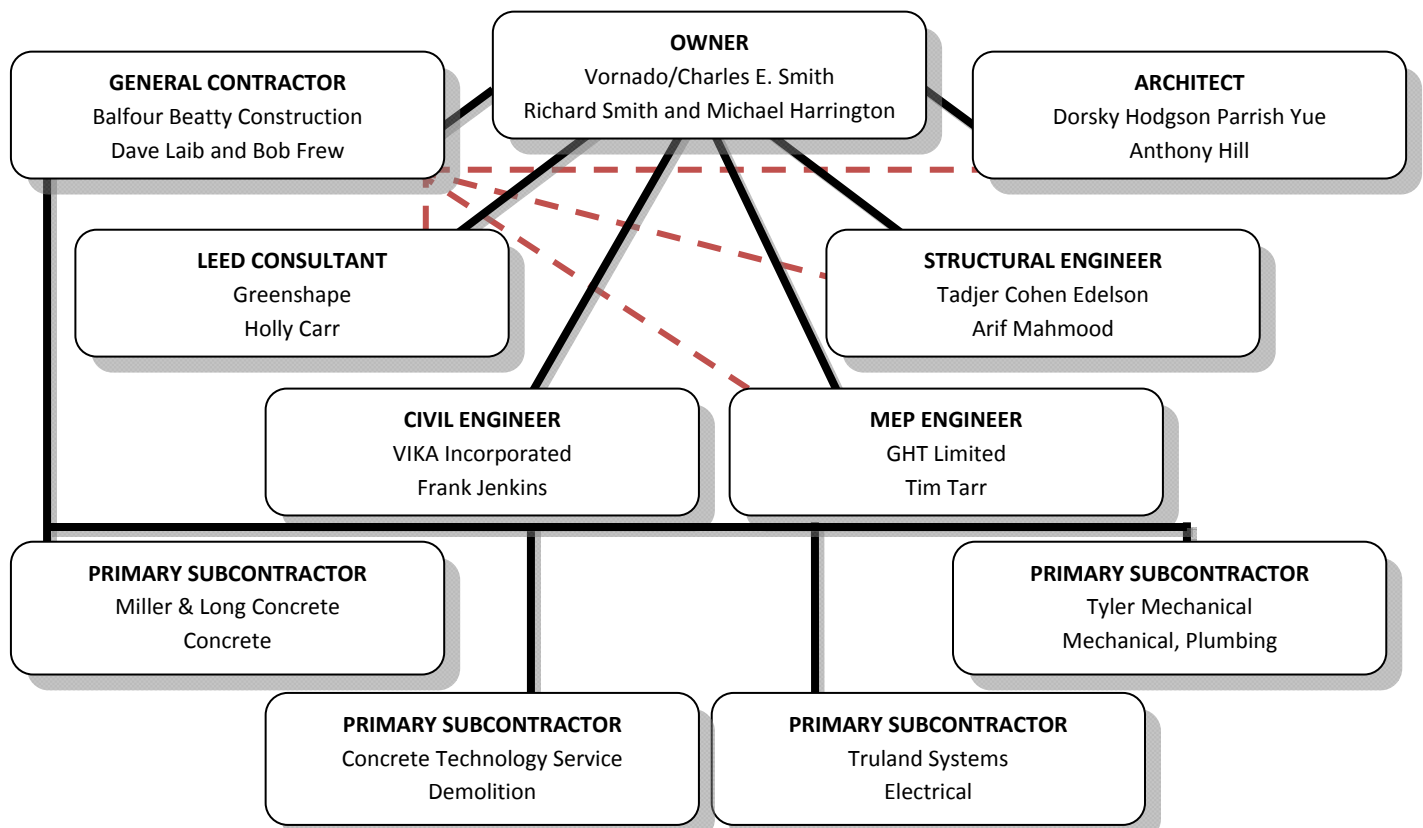 OWNER
Vornado/Charles E. Smith
Richard Smith and Michael Harrington
GENERAL CONTRACTOR
Balfour Beatty Construction
Dave Laib and Bob Frew
ARCHITECT
Dorsky Hodgson Parrish Yue
Anthony Hill
LEED CONSULTANT
Greenshape
Holly Carr
STRUCTURAL ENGINEER
Tadjer Cohen Edelson
Arif Mahmood
CIVIL ENGINEER
VIKA Incorporated
Frank Jenkins
MEP ENGINEER
GHT Limited
Tim Tarr
PRIMARY SUBCONTRACTOR
Miller & Long Concrete
Concrete
PRIMARY SUBCONTRACTOR
Tyler Mechanical
Mechanical, Plumbing
PRIMARY SUBCONTRACTOR
Concrete Technology Service
Demolition
PRIMARY SUBCONTRACTOR
Truland Systems
Electrical